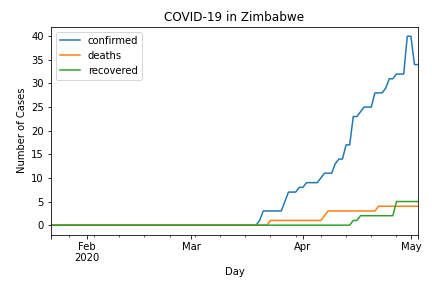 COVID-19 in Zimbabwe
confirmed
deaths
recovered
Number of Cases
40
35
30
25
20
15
10
5
0
Feb
2020
Mar
Apr
May
Day